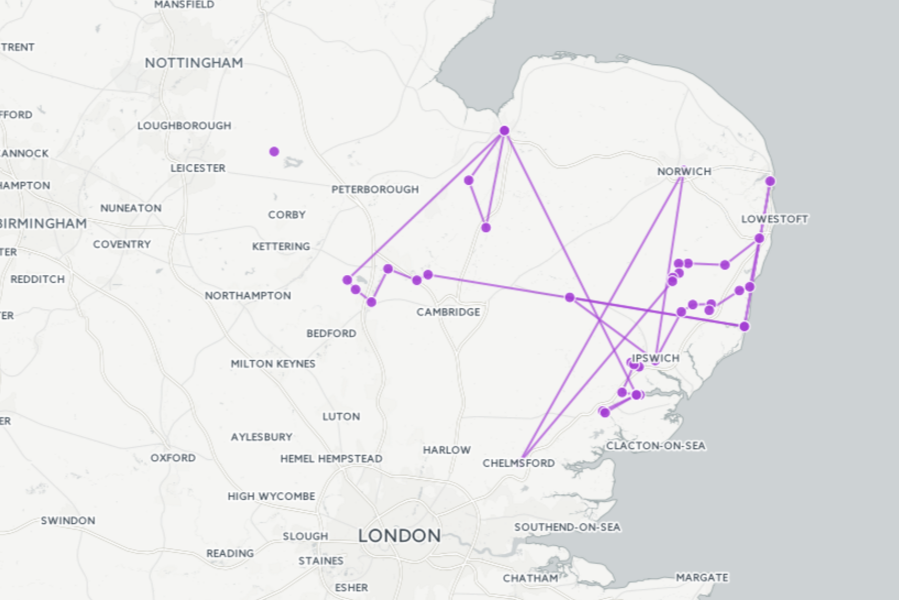 MANSFIELD
TRENT
NOTTINGHAM
FFORD
LOUGHBOROUGH
ANNOCK
LEICESTER
NORWICH
HAMPTON
PETERBOROUGH
NUNEATON
CORBY
LOWESTOFT
BIRMINGHAM
COVENTRY
KETTERING
TER
REDDITCH
NORTHAMPTON
ER
CAMBRIDGE
BEDFORD
IPSWICH
MILTON KEYNES
LUTON
ER
AYLESBURY
CLACTON-ON-SEA
HARLOW
OXFORD
HEMEL HEMPSTEAD
CHELMSFORD
HIGH WYCOMBE
SWINDON
SOUTHEND-ON-SEA
SLOUGH
LONDON
READING
STAINES
CHATHAM
MARGATE
ESHER